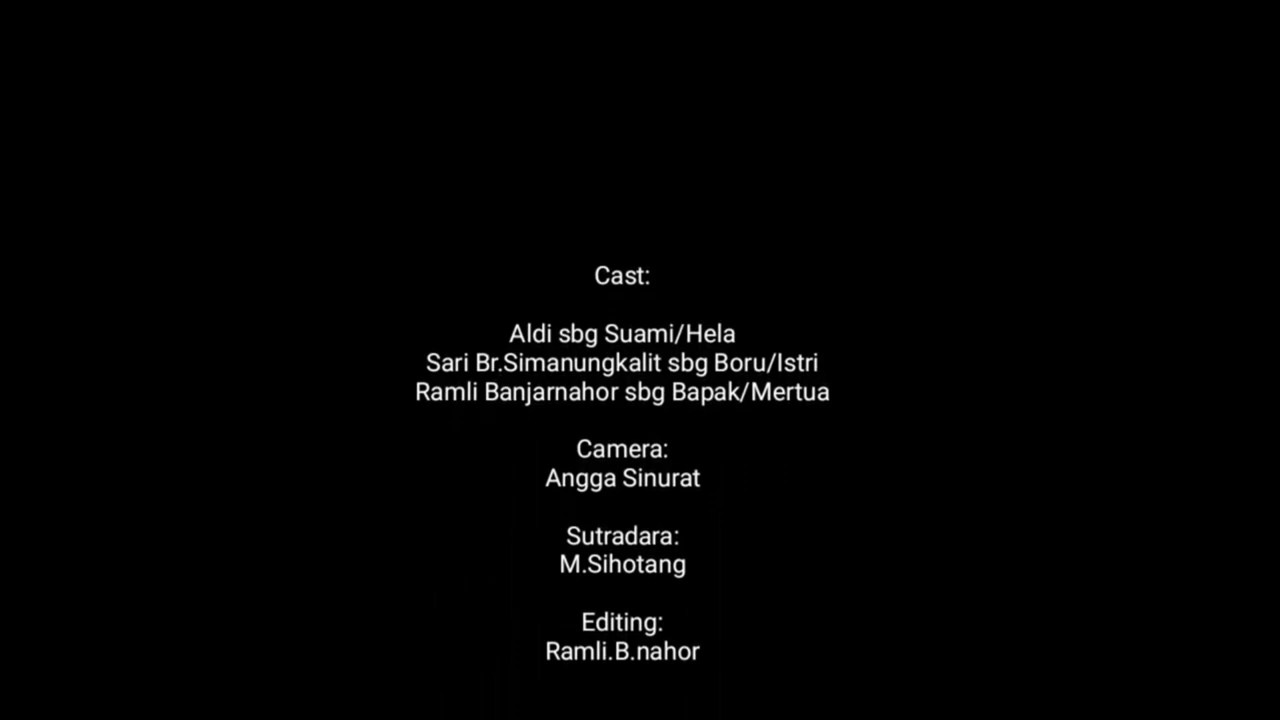 Cast:
Aldi sbg Suami/Hela
Sari Br.Simanungkalit sbg Boru/Istri
Ramli Banjarnahor sbg Bapak/Mertua
Camera:
Angga Sinurat
Sutradara:
M.Sihotang
Editing:
Ramli.B.nahor